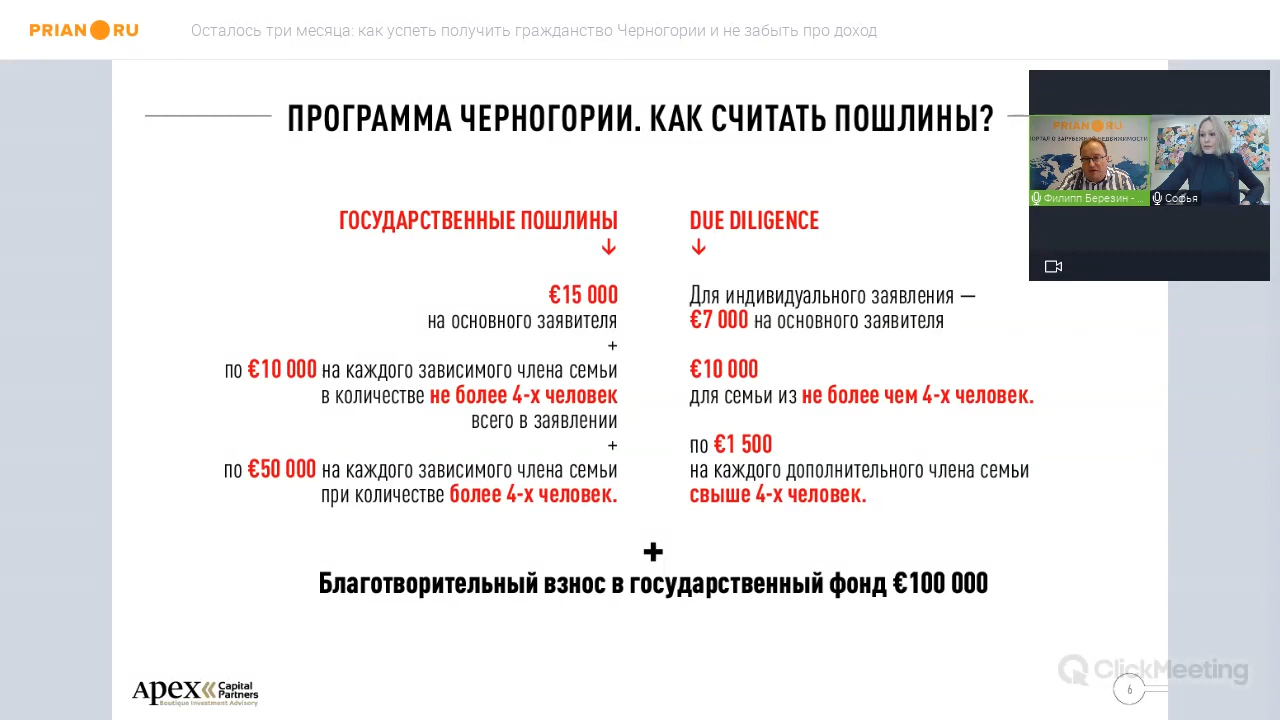 PRIAN RU
Осталось три месяца: как успеть получить гражданство Черногории и не забыть про доход
ПРОГРАММА ЧЕРНОГОРИИ. КАК СЧИТАТЬ ПОШЛИНЫ?
PRIAN RU
ПОРТАЛ О ЗАРУБЕЖНОЙ НЕДВИЖИМОСТИ
Филипп Березин - ...
Софья
ГОСУДАРСТВЕННЫЕ ПОШЛИНЫ
↓
€15 000
на основного заявителя
+
по €10 000 на каждого зависимого члена семьи
в количестве не более 4-х человек
всего в заявлении
+
по €50 000 на каждого зависимого члена семьи
при количестве более 4-х человек.
DUE DILIGENCE
↓
Для индивидуального заявления —
€7 000 на основного заявителя
€10 000
для семьи из не более чем 4-х человек.
по €1 500
на каждого дополнительного члена семьи
свыше 4-х человек.
+
Благотворительный взнос в государственный фонд €100 000
Apex Capital
Partners
Boutique Investment Advisory
ClickMeeting
6